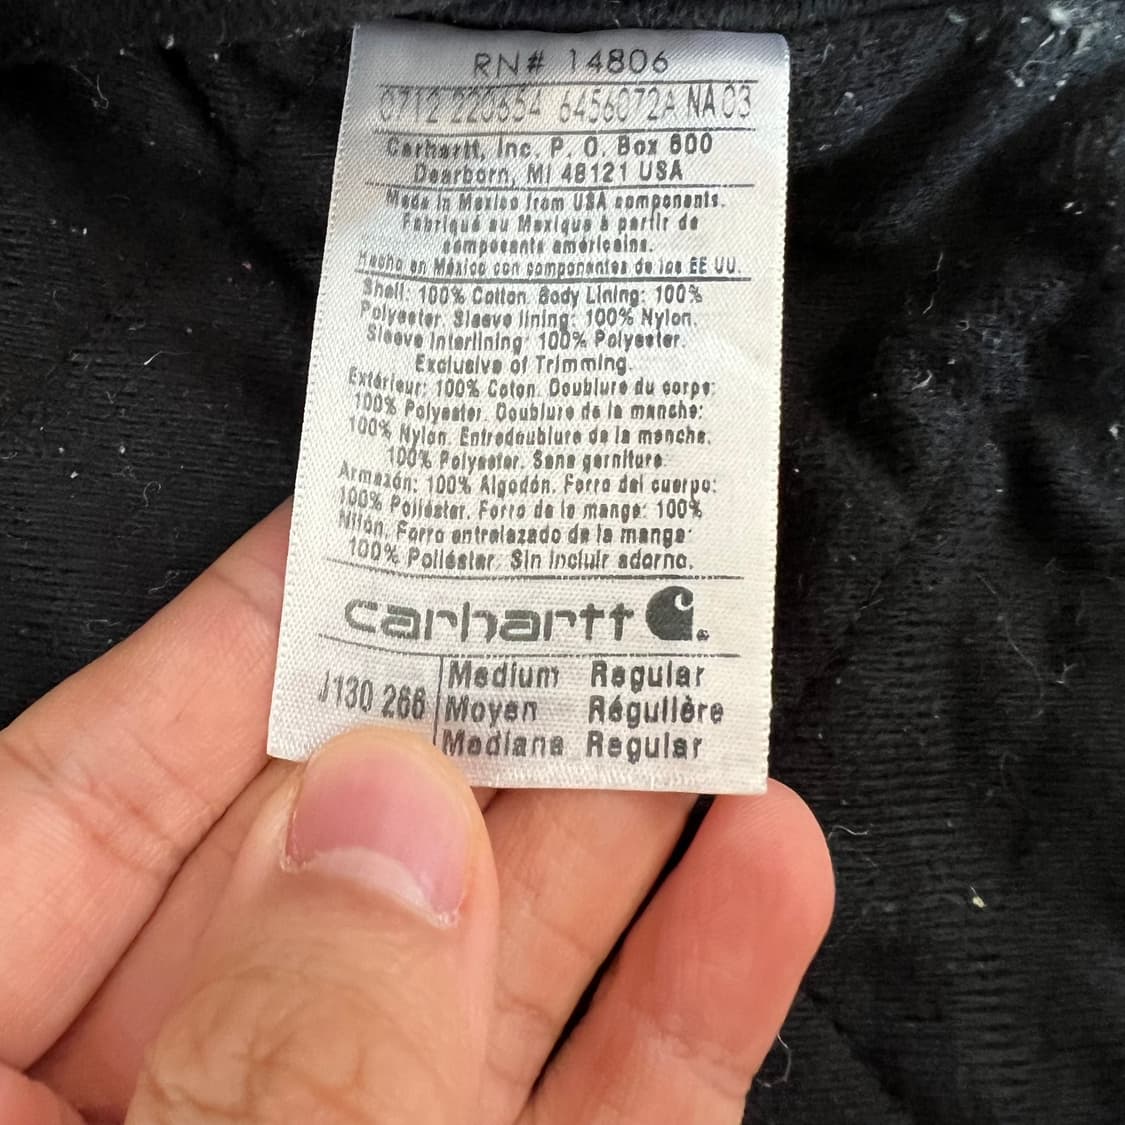 RN# 14806
0712 220654 6456072A NA 03
Carhartt, Inc. P. O. Box 600
Dearborn, MI 48121 USA
Made in Mexico from USA components.
Fabriqué au Mexique à partir de
composants américains.
Hecho en México con componentes de los EE UU.
Shell: 100% Cotton. Body Lining: 100%
Polyester. Sleeve lining: 100% Nylon.
Sleeve Interlining: 100% Polyester.
Exclusive of Trimming.
Extérieur: 100% Coton. Doublure du corps:
100% Polyester. Doublure de la manche:
100% Nylon. Entredoublure de la manche.
100% Polyester. Sans garniture.
Armazón: 100% Algodón. Forro del cuerpo:
100% Poliéster. Forro de la manga: 100%
Nilón. Forro entrelazado de la manga:
100% Poliéster. Sin incluir adorno.
carhartt
J130 266
Medium Regular
Moyen Régulière
Mediana Regular